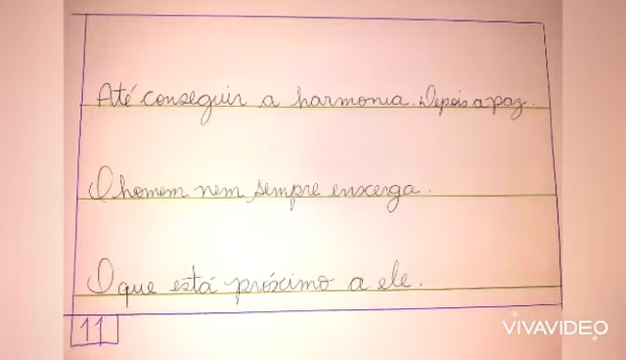 Até conseguir a harmonia. Depois a paz.
O homem nem sempre enxerga.
O que está próximo a ele.
11
VIVAVIDEO